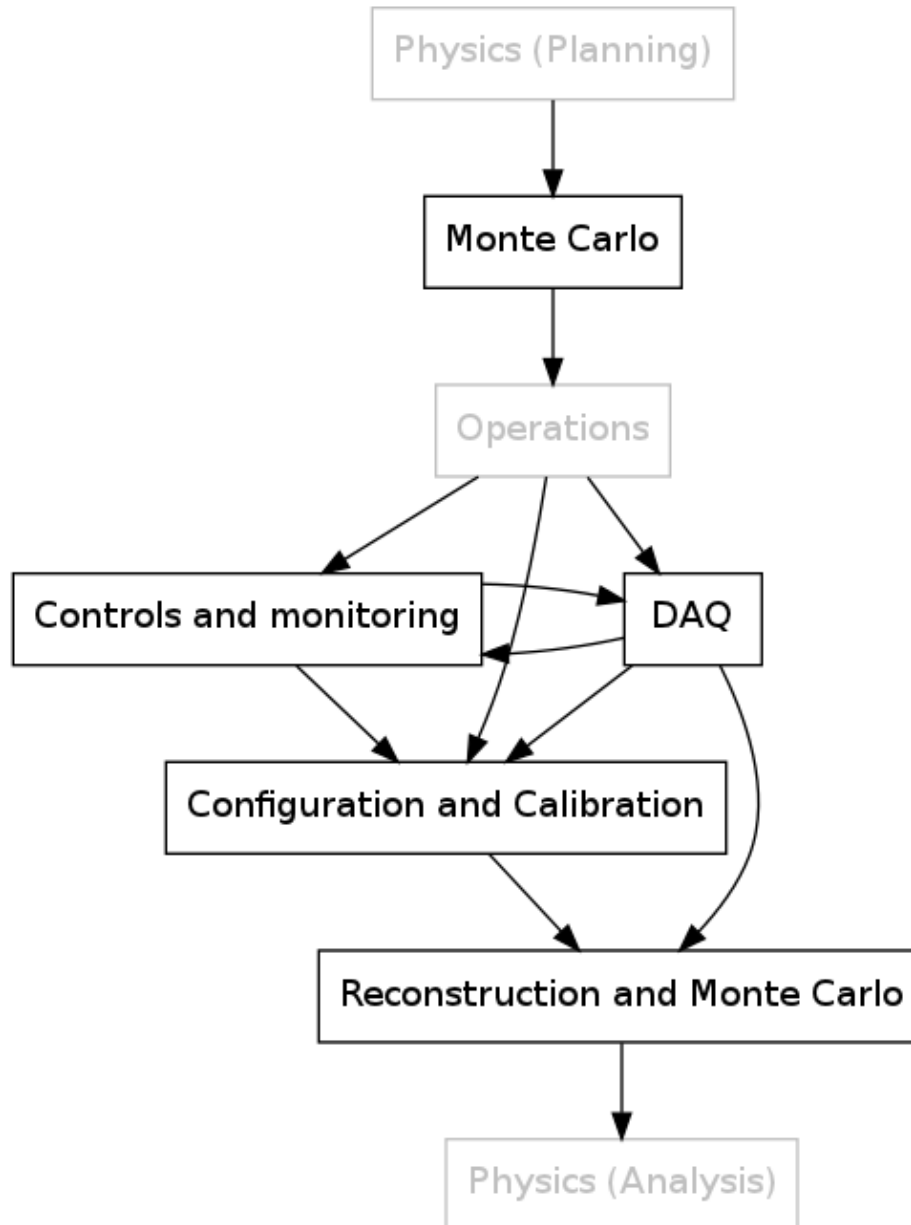 Physics (Planning)
Monte Carlo
Operations
Controls and monitoring
DAQ
Configuration and Calibration
Reconstruction and Monte Carlo
Physics (Analysis)